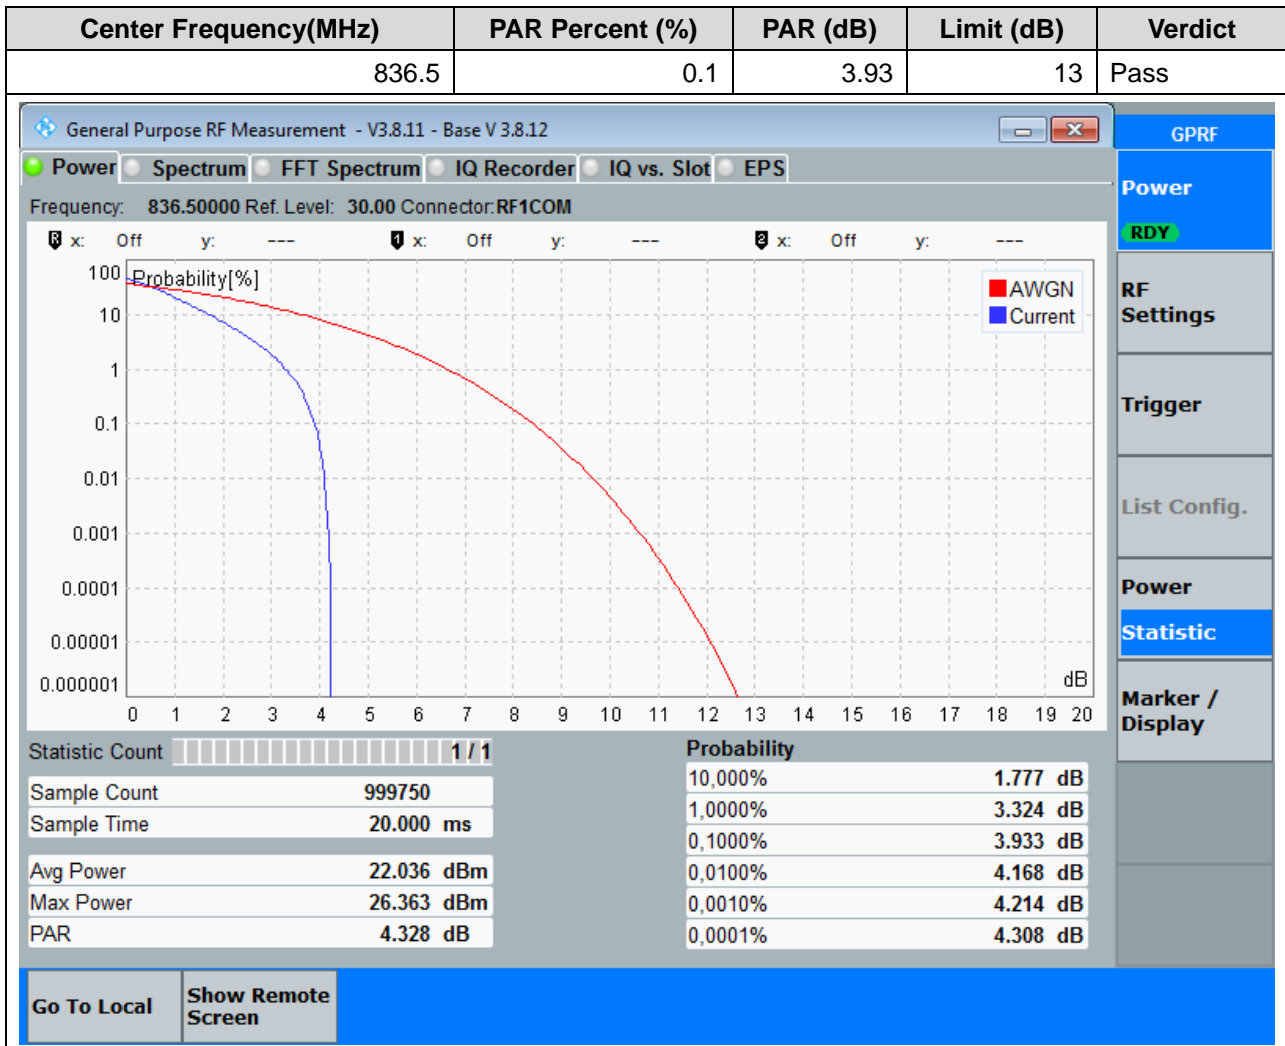 Center Frequency(MHz) PAR Percent (%) PAR (dB) Limit (dB) Verdict
836.5 0.1 3.93 13 Pass
General Purpose RF Measurement - V3.8.11 - Base V 3.8.12
GPRF
Power Spectrum FFT Spectrum IQ Recorder IQ vs. Slot EPS
Frequency: 836.50000 Ref. Level: 30.00 Connector: RF1COM
R x: Off y: --- 1 x: Off y: --- 2 x: Off y: ---
Probability[%]
100
10
1
0.1
0.01
0.001
0.0001
0.00001
0.000001
AWGN
Current
dB
0 1 2 3 4 5 6 7 8 9 10 11 12 13 14 15 16 17 18 19 20
Statistic Count 1 / 1
Sample Count 999750
Sample Time 20.000 ms
Avg Power 22.036 dBm
Max Power 26.363 dBm
PAR 4.328 dB
Probability
10,000% 1.777 dB
1,0000% 3.324 dB
0,1000% 3.933 dB
0,0100% 4.168 dB
0,0010% 4.214 dB
0,0001% 4.308 dB
Power
RDY
RF
Settings
Trigger
List Config.
Power
Statistic
Marker /
Display
Go To Local
Show Remote
Screen